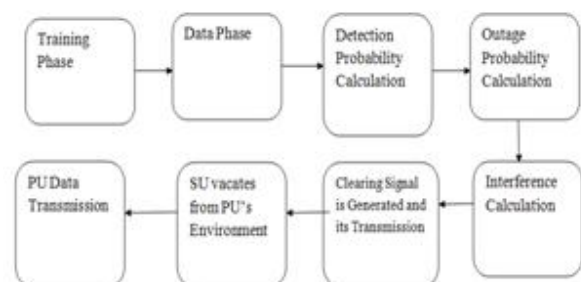 Training
Phase
Data Phase
Detection
Probability
Calculation
Outage
Probability
Calculation
Interference
Calculation
Clearing Signal
is Generated and
its Transmission
SU vacates
from PU"s
Environment
PU Data
Transmission